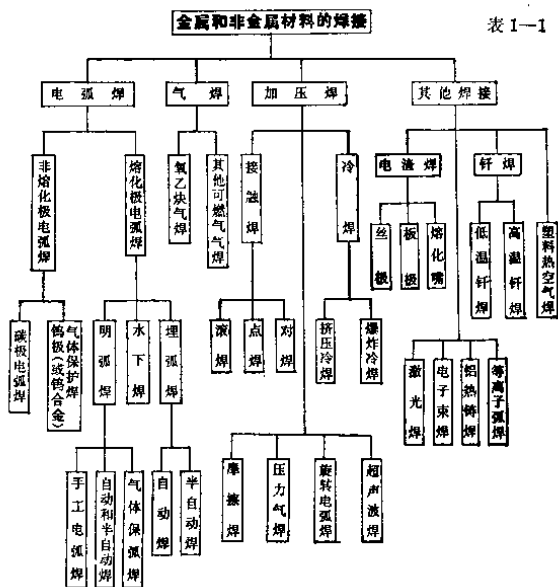 金属和非金属材料的焊接
表 1—1
电弧焊
气焊
加压焊
其他焊接
非熔化极电弧焊
熔化极电弧焊
氧乙炔气焊
其他可燃气气焊
接触焊
冷焊
电渣焊
钎焊
塑料热空气焊
丝极
板极
熔化嘴
低温钎焊
高温钎焊
碳极电弧焊
钨极(或钨合金)
气体保护焊
明弧焊
水下焊
埋弧焊
滚焊
点焊
对焊
挤压冷焊
爆炸冷焊
激光焊
电子束焊
铝热铸焊
等离子弧焊
手工电弧焊
自动和半自动焊
气体保弧焊
自动焊
半自动焊
摩擦焊
压力气焊
旋转电弧焊
超声波焊